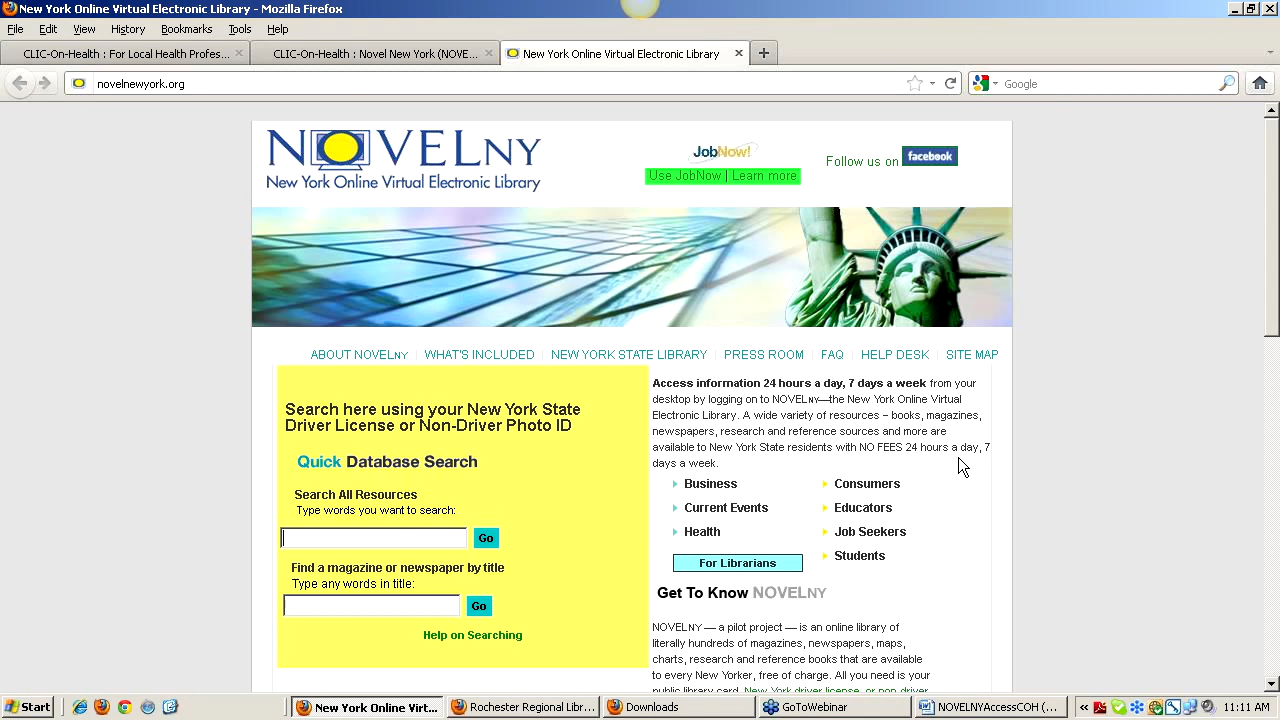 New York Online Virtual Electronic Library - Mozilla Firefox
File Edit View History Bookmarks Tools Help
CLIC-On-Health : For Local Health Profes...
CLIC-On-Health : Novel New York (NOVE...
New York Online Virtual Electronic Library
novelnewyork.org
Google
NOVELNY
New York Online Virtual Electronic Library
JobNow!
Use JobNow | Learn more
Follow us on facebook
ABOUT NOVELNY
WHAT'S INCLUDED
NEW YORK STATE LIBRARY
PRESS ROOM
FAQ
HELP DESK
SITE MAP
Search here using your New York State
Driver License or Non-Driver Photo ID
Quick Database Search
Search All Resources
Type words you want to search:
Go
Find a magazine or newspaper by title
Type any words in title:
Go
Help on Searching
Access information 24 hours a day, 7 days a week from your
desktop by logging on to NOVELNY—the New York Online Virtual
Electronic Library. A wide variety of resources – books, magazines,
newspapers, research and reference sources and more are
available to New York State residents with NO FEES 24 hours a day, 7
days a week.
Business
Current Events
Health
For Librarians
Consumers
Educators
Job Seekers
Students
Get To Know NOVELNY
NOVELNY — a pilot project — is an online library of
literally hundreds of magazines, newspapers, maps,
charts, research and reference books that are available
to every New Yorker, free of charge. All you need is your
public library card, New York driver license, or non-driver
Start
New York Online Virt...
Rochester Regional Libr...
Downloads
GoToWebinar
NOVELNYAccessCOH (...
11:11 AM